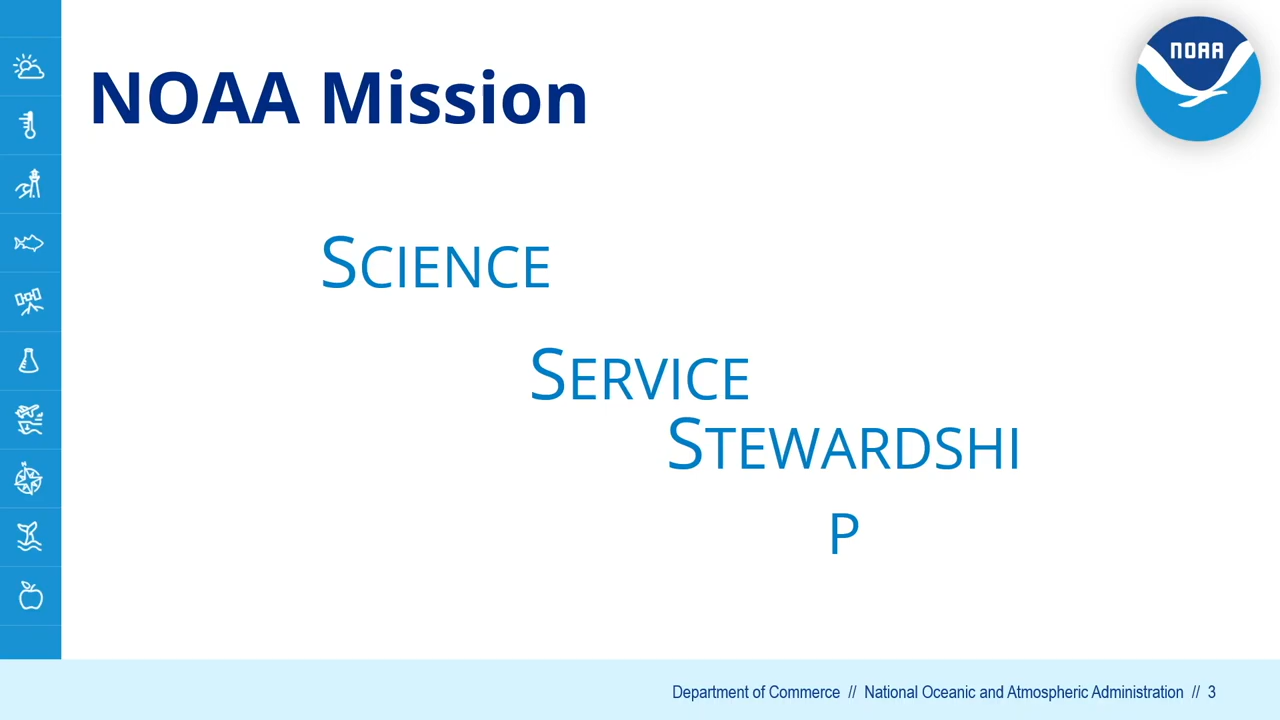 NOAA
NOAA Mission
SCIENCE
SERVICE
STEWARDSHI
P
Department of Commerce // National Oceanic and Atmospheric Administration // 3